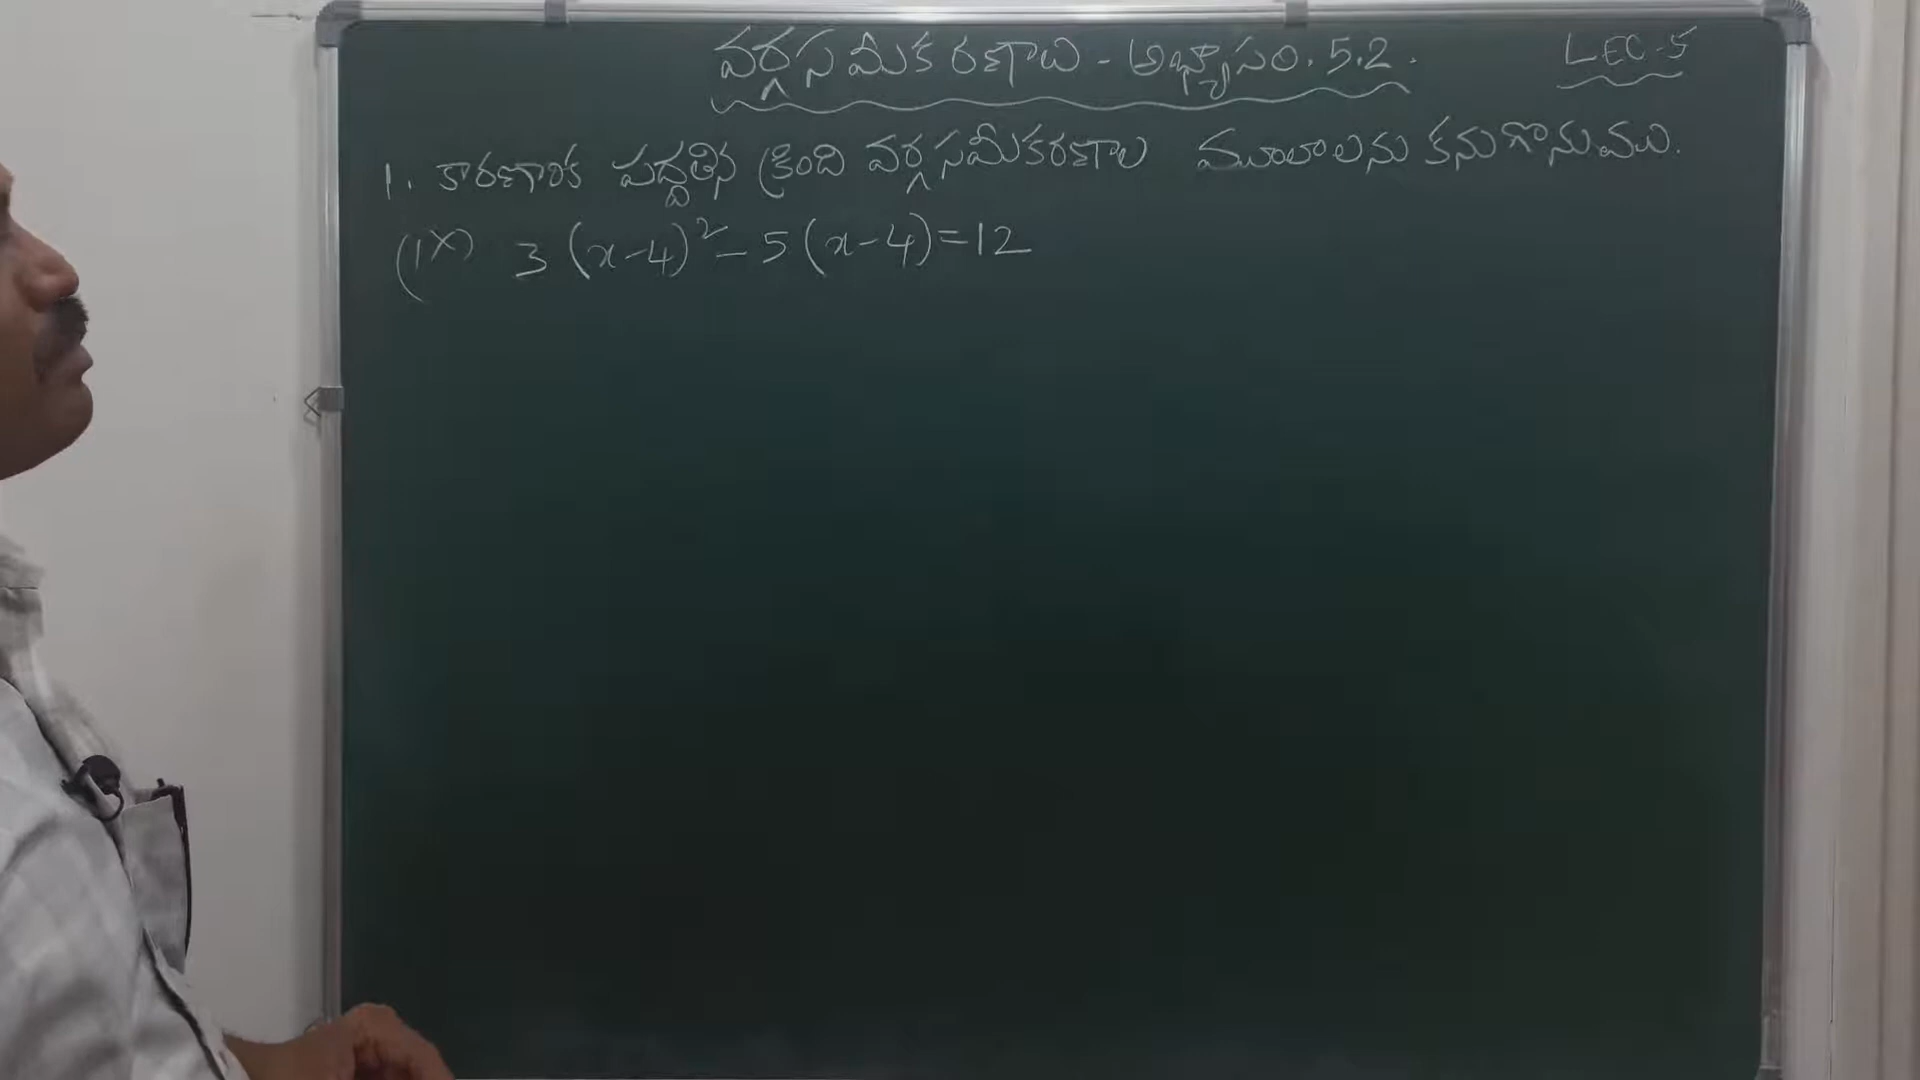 వర్గసమీకరణాలు - అభ్యాసం. 5.2. LEC-5
1. కారణాంక పద్ధతిన క్రింది వర్గసమీకరణాల మూలాలను కనుగొనుము.
(ix) 3(x-4)²-5(x-4)=12